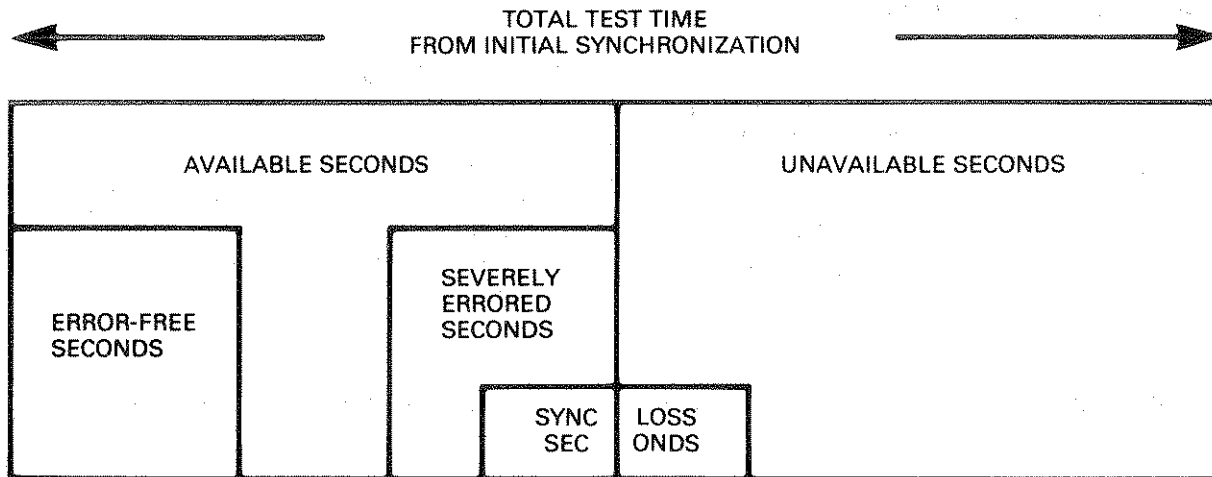 TOTAL TEST TIME
FROM INITIAL SYNCHRONIZATION
AVAILABLE SECONDS
UNAVAILABLE SECONDS
ERROR-FREE
SECONDS
SEVERELY
ERRORED
SECONDS
SYNC LOSS
SEC ONDS